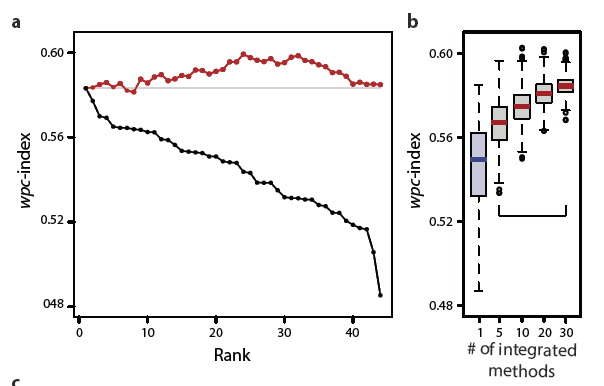 a
wpc-index
0.60
0.56
0.52
048
0
10
20
30
40
Rank
b
wpc-index
0.60
0.56
0.52
0.48
1
5
10
20
30
# of integrated
methods
c